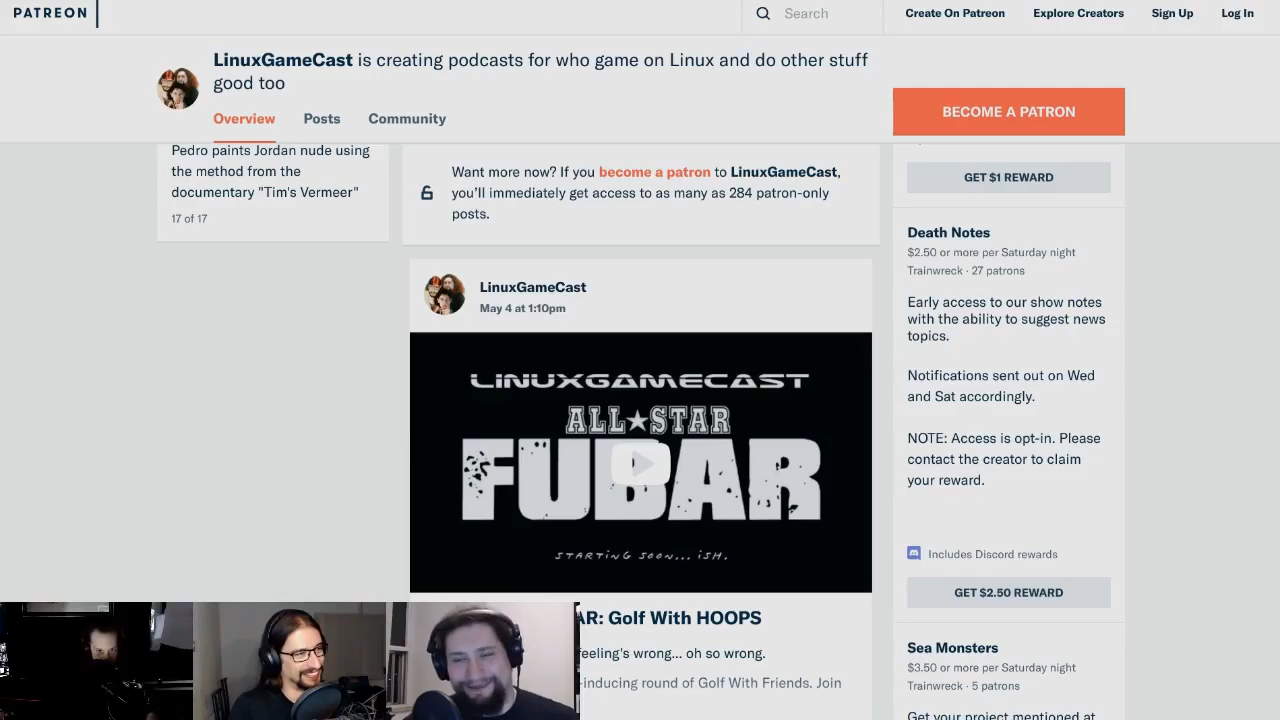 PATREON
Search
Create On Patreon
Explore Creators
Sign Up
Log In
LinuxGameCast is creating podcasts for who game on Linux and do other stuff
good too
Overview
Posts
Community
BECOME A PATRON
Pedro paints Jordan nude using
the method from the
documentary "Tim's Vermeer"
17 of 17
Want more now? If you become a patron to LinuxGameCast,
you'll immediately get access to as many as 284 patron-only
posts.
LinuxGameCast
May 4 at 1:10pm
LINUXGAMECAST
ALL★STAR
FUBAR
STARTING SOON... ISH.
AR: Golf With HOOPS
feeling's wrong... oh so wrong.
-inducing round of Golf With Friends. Join
GET $1 REWARD
Death Notes
$2.50 or more per Saturday night
Trainwreck · 27 patrons
Early access to our show notes
with the ability to suggest news
topics.
Notifications sent out on Wed
and Sat accordingly.
NOTE: Access is opt-in. Please
contact the creator to claim
your reward.
Includes Discord rewards
GET $2.50 REWARD
Sea Monsters
$3.50 or more per Saturday night
Trainwreck · 5 patrons
Get your project mentioned at